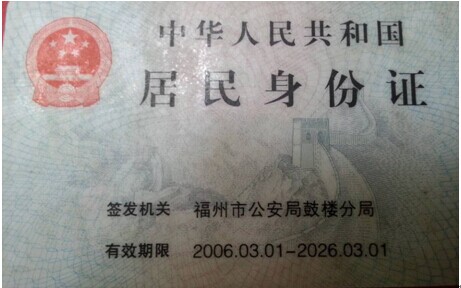 中华人民共和国
居民身份证
签发机关 福州市公安局鼓楼分局
有效期限 2006.03.01-2026.03.01